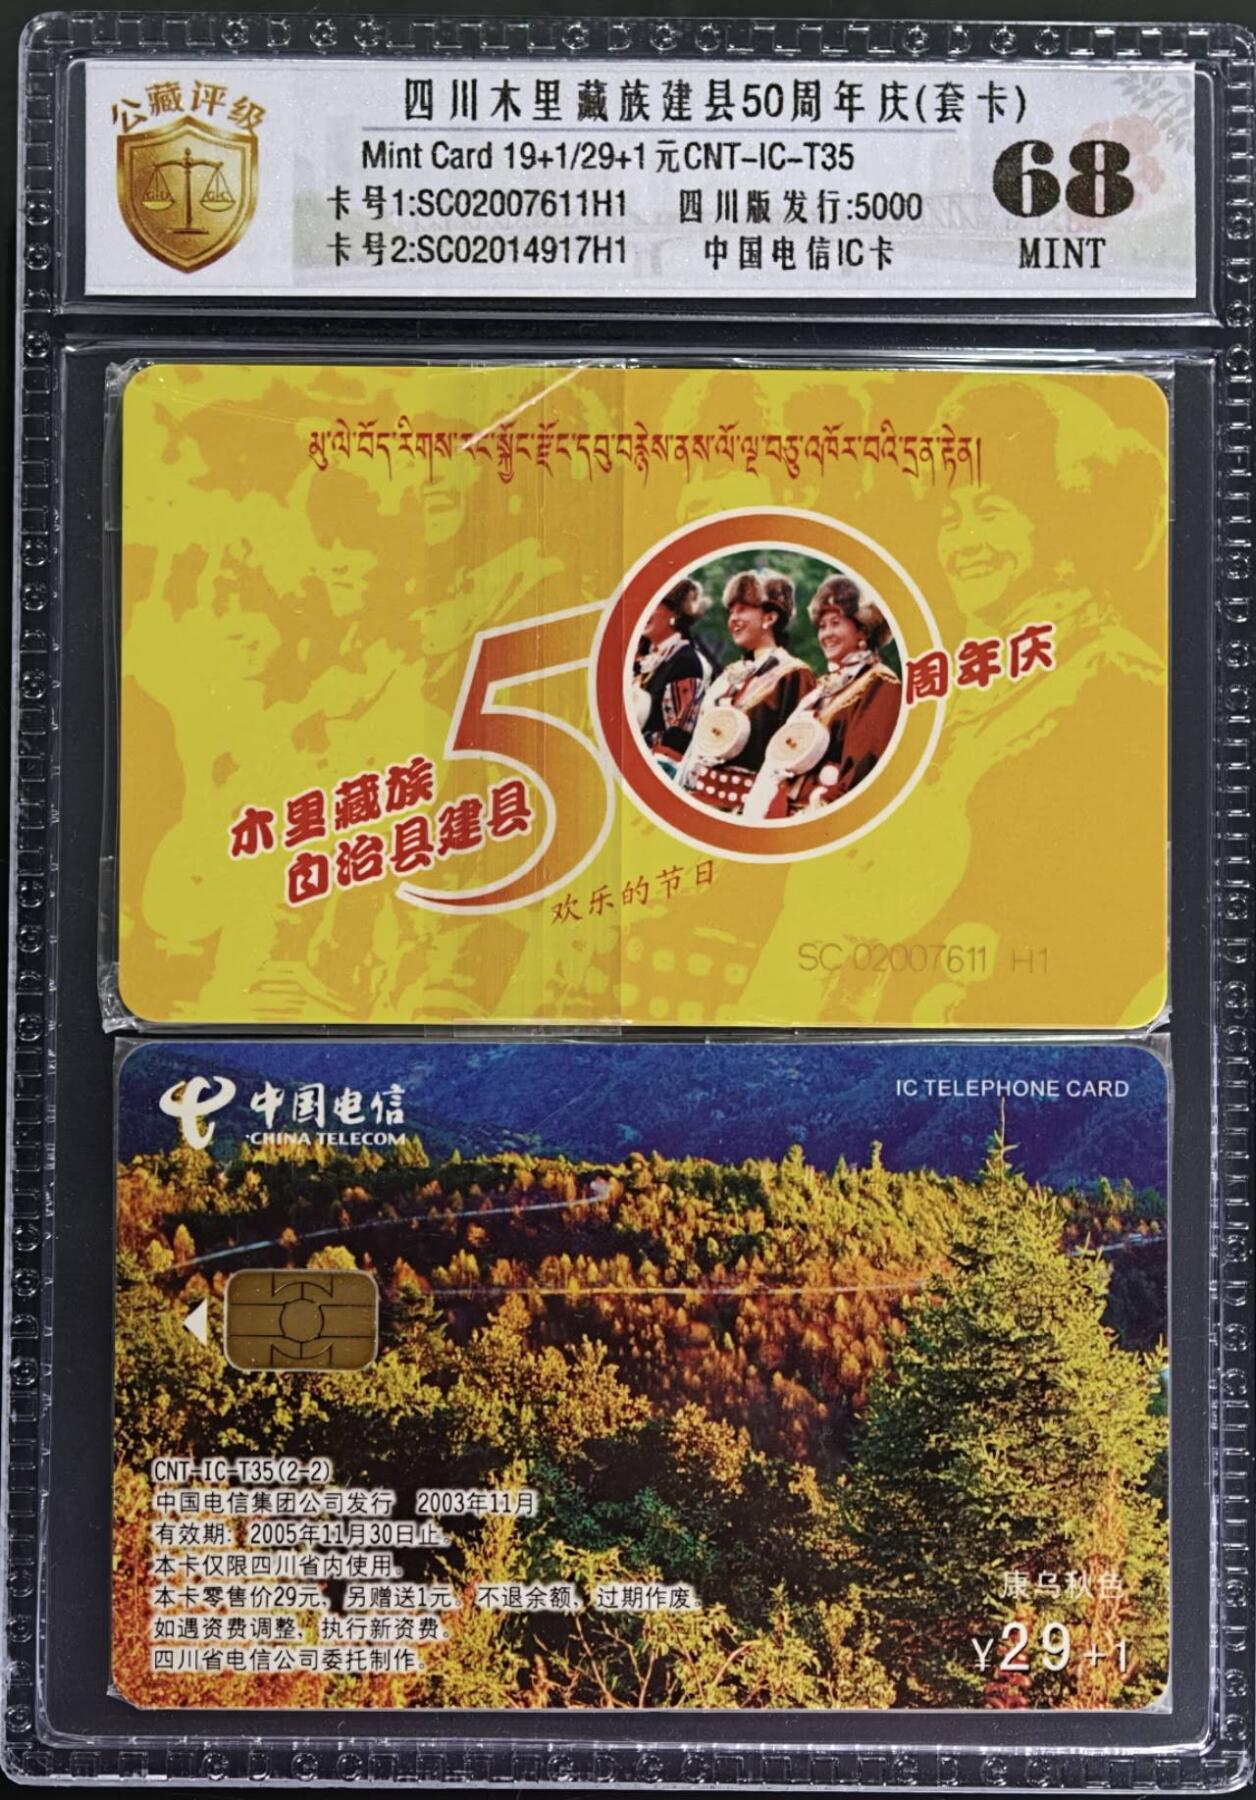 公藏评级
四川木里藏族建县50周年庆(套卡)
Mint Card 19+1/29+1元CNT-IC-T35
卡号1:SC02007611H1 四川版发行:5000
卡号2:SC02014917H1 中国电信IC卡
68
MINT
མུ་ལེ་བོད་རིགས་རང་སྐྱོང་རྫོང་དབུ་བརྙེས་ནས་ལོ་ལྔ་བཅུ་འཁོར་བའི་དྲན་རྟེན།
50
周年庆
木里藏族
自治县建县
欢乐的节日
SC 02007611 H1
中国电信
CHINA TELECOM
IC TELEPHONE CARD
CNT-IC-T35(2-2)
中国电信集团公司发行 2003年11月
有效期: 2005年11月30日止。
本卡仅限四川省内使用。
本卡零售价29元，另赠送1元。不退余额，过期作废。
如遇资费调整，执行新资费。
四川省电信公司委托制作。
康乌秋色
¥29+1